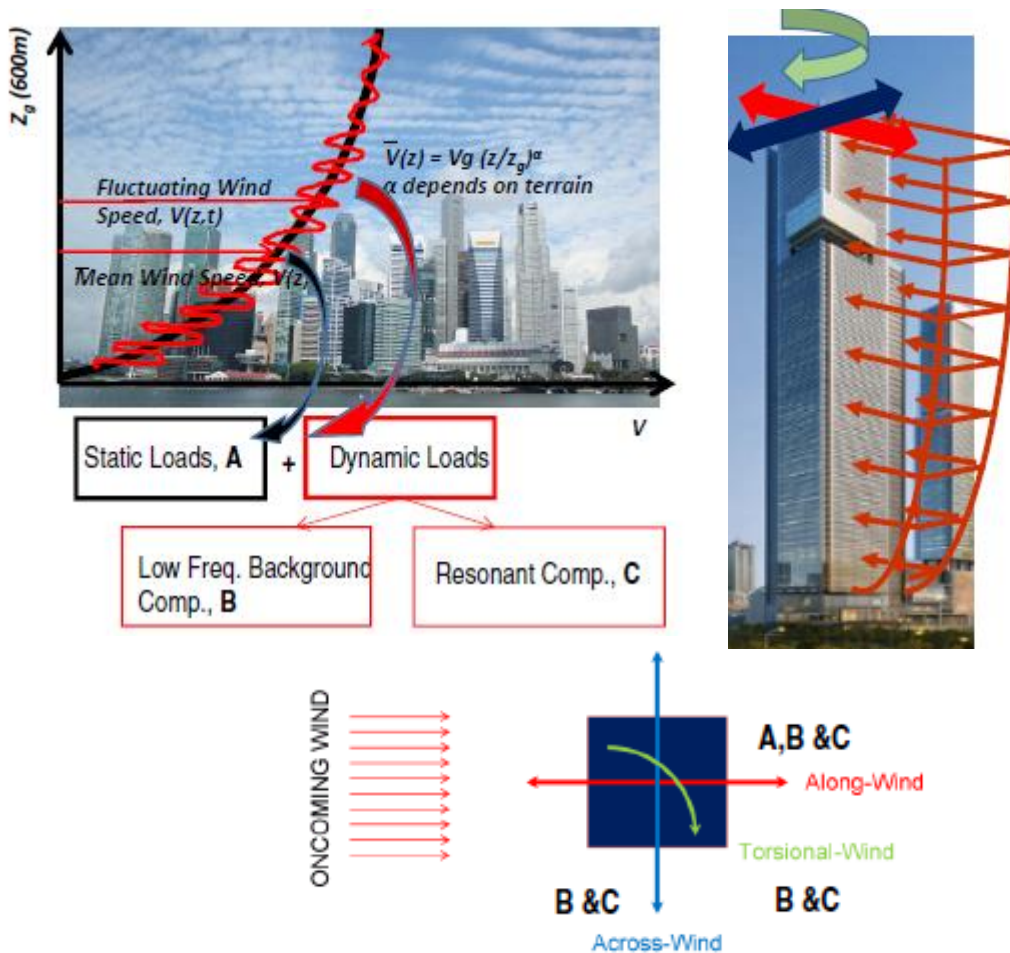 Z_g (600m)
V̅(z) = Vg (z/z_g)^α
α depends on terrain
Fluctuating Wind
Speed, V(z,t)
Mean Wind Speed, V(z,
V
Static Loads, A
+
Dynamic Loads
Low Freq. Background
Comp., B
Resonant Comp., C
ONCOMING WIND
A,B &C
Along-Wind
Torsional-Wind
B &C
B &C
Across-Wind